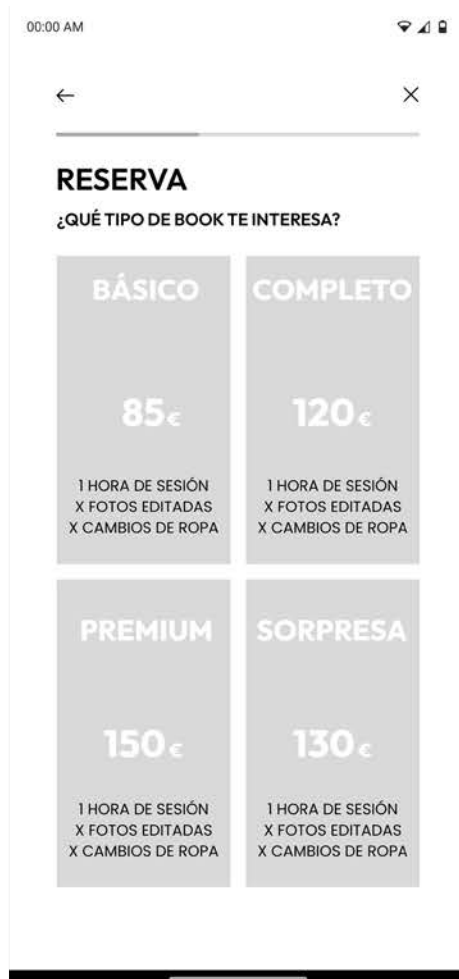 00:00 AM
RESERVA
¿QUÉ TIPO DE BOOK TE INTERESA?
BÁSICO
85€
1 HORA DE SESIÓN
X FOTOS EDITADAS
X CAMBIOS DE ROPA
COMPLETO
120€
1 HORA DE SESIÓN
X FOTOS EDITADAS
X CAMBIOS DE ROPA
PREMIUM
150€
1 HORA DE SESIÓN
X FOTOS EDITADAS
X CAMBIOS DE ROPA
SORPRESA
130€
1 HORA DE SESIÓN
X FOTOS EDITADAS
X CAMBIOS DE ROPA